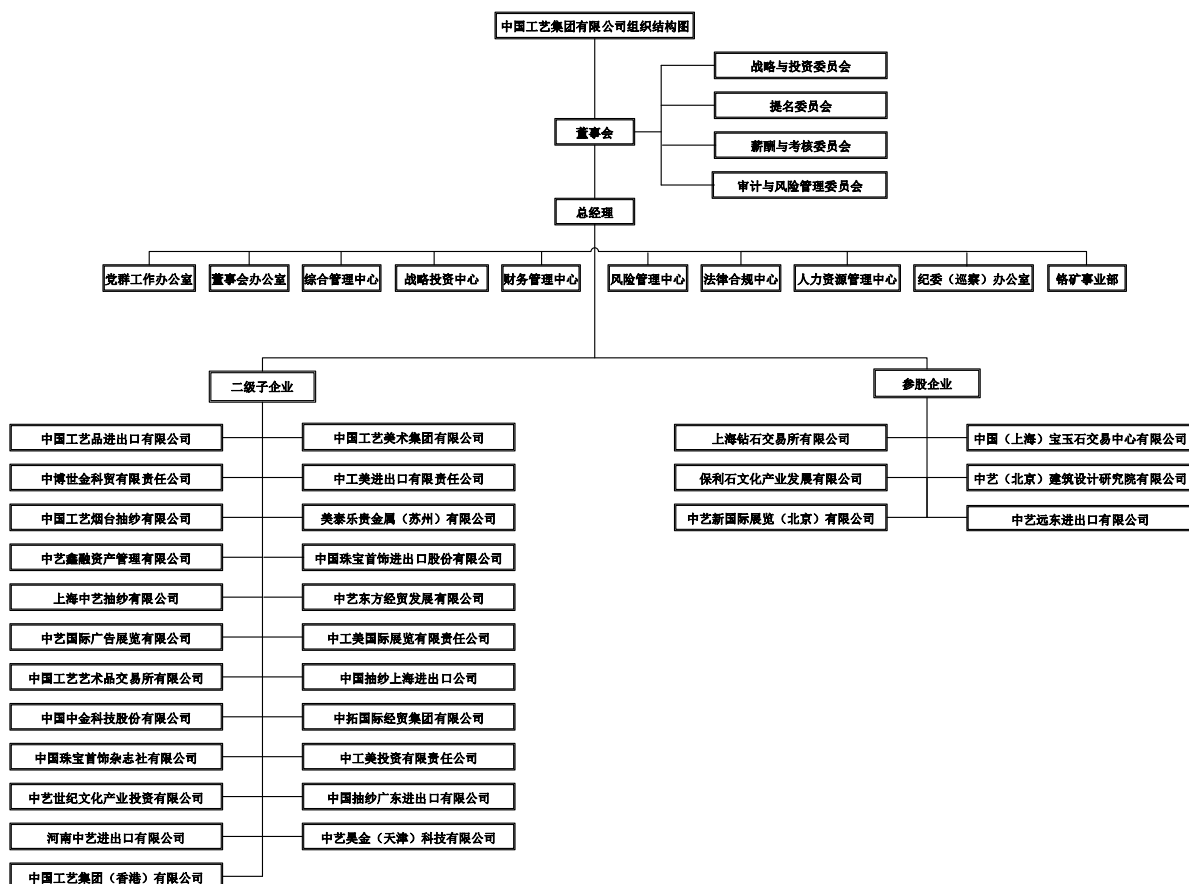 中国工艺集团有限公司组织结构图
战略与投资委员会
提名委员会
董事会
薪酬与考核委员会
审计与风险管理委员会
总经理
党群工作办公室
董事会办公室
综合管理中心
战略投资中心
财务管理中心
风险管理中心
法律合规中心
人力资源管理中心
纪委（巡察）办公室
铬矿事业部
二级子企业
中国工艺品进出口有限公司
中国工艺美术集团有限公司
中博世金科贸有限责任公司
中工美进出口有限责任公司
中国工艺烟台抽纱有限公司
美泰乐贵金属（苏州）有限公司
中艺鑫融资产管理有限公司
中国珠宝首饰进出口股份有限公司
上海中艺抽纱有限公司
中艺东方经贸发展有限公司
中艺国际广告展览有限公司
中工美国际展览有限责任公司
中国工艺艺术品交易所有限公司
中国抽纱上海进出口公司
中国中金科技股份有限公司
中拓国际经贸集团有限公司
中国珠宝首饰杂志社有限公司
中工美投资有限责任公司
中艺世纪文化产业投资有限公司
中国抽纱广东进出口有限公司
河南中艺进出口有限公司
中艺昊金（天津）科技有限公司
中国工艺集团（香港）有限公司
参股企业
上海钻石交易所有限公司
中国（上海）宝玉石交易中心有限公司
保利石文化产业发展有限公司
中艺（北京）建筑设计研究院有限公司
中艺新国际展览（北京）有限公司
中艺远东进出口有限公司